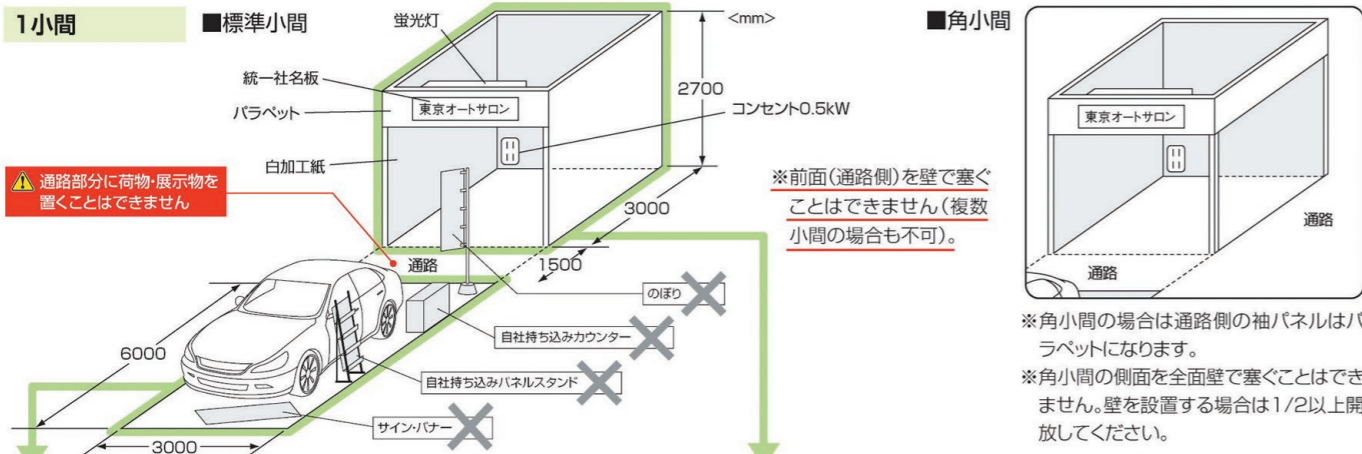 1小間
■標準小間
蛍光灯
<mm>
統一社名板
パラペット
東京オートサロン
2700
コンセント0.5kW
白加工紙
⚠ 通路部分に荷物・展示物を
置くことはできません
※前面(通路側)を壁で塞ぐ
ことはできません(複数
小間の場合も不可)。
3000
1500
通路
のぼり
自社持ち込みカウンター
自社持ち込みパネルスタンド
サイン・バナー
6000
3000
■角小間
東京オートサロン
通路
通路
※角小間の場合は通路側の袖パネルはパ
ラペットになります。
※角小間の側面を全面壁で塞ぐことはでき
ません。壁を設置する場合は1/2以上開
放してください。